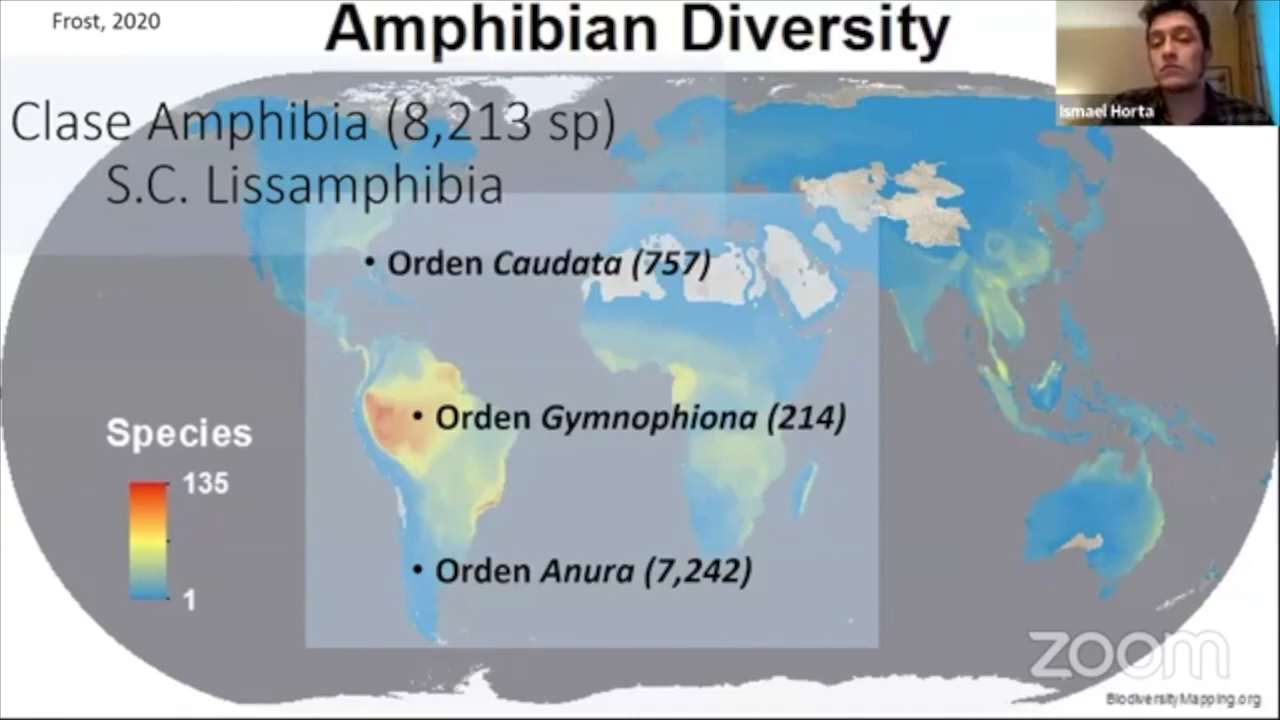 Frost, 2020
Amphibian Diversity
Ismael Horta
Clase Amphibia (8,213 sp)
S.C. Lissamphibia
• Orden Caudata (757)
• Orden Gymnophiona (214)
• Orden Anura (7,242)
Species
135
1
zoom
BiodiversityMapping.org